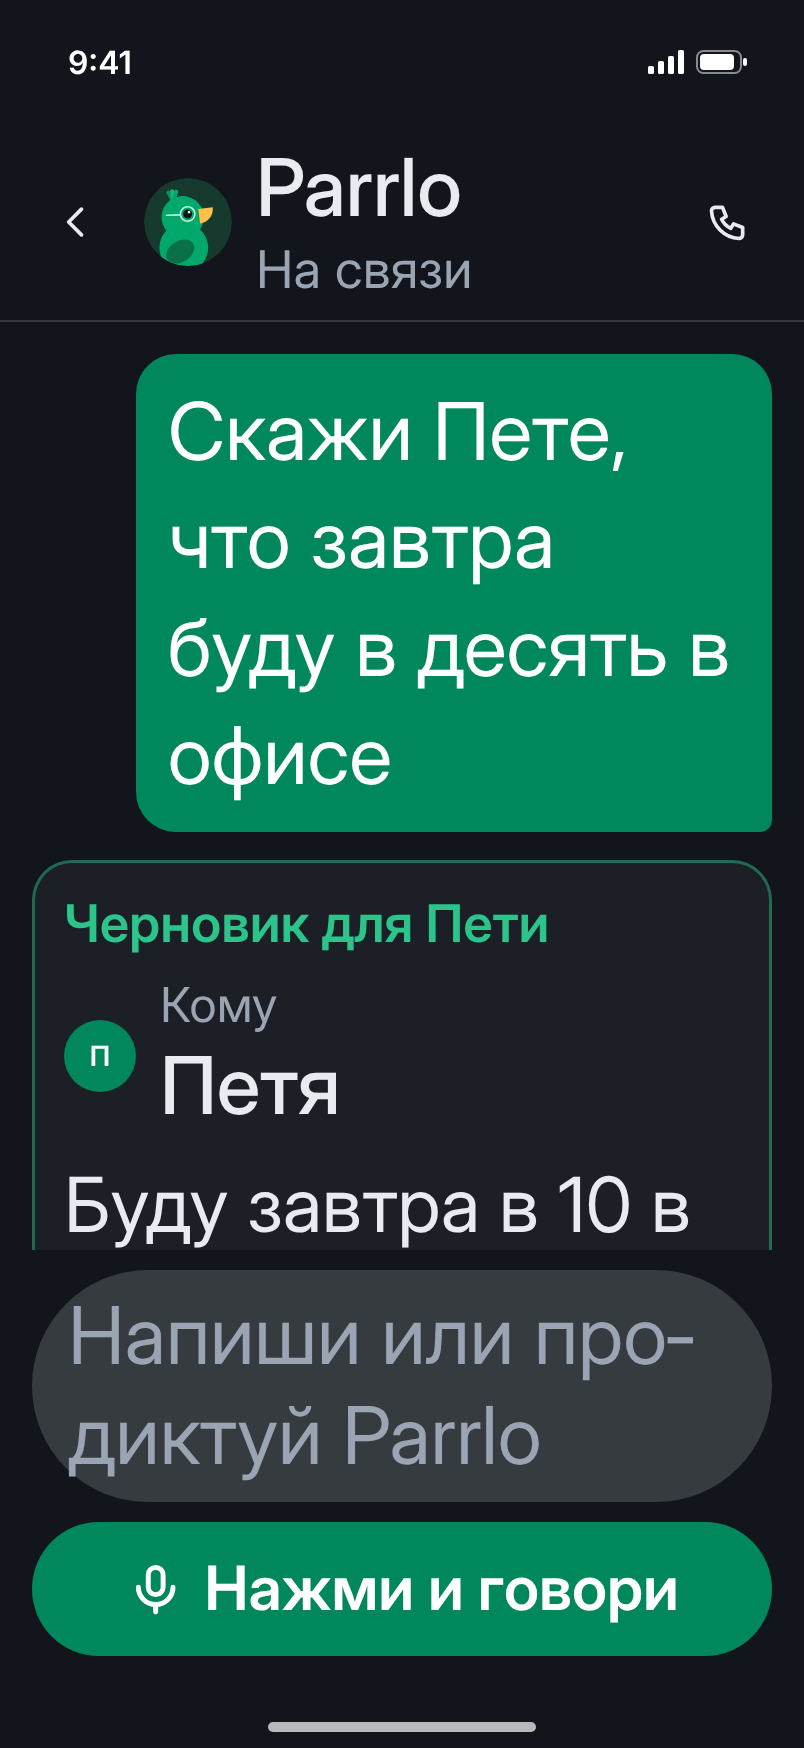 9:41
Parrlo
На связи
Скажи Пете,
что завтра
буду в десять в
офисе
Черновик для Пети
Кому
П
Петя
Буду завтра в 10 в
Напиши или про-
диктуй Parrlo
Нажми и говори